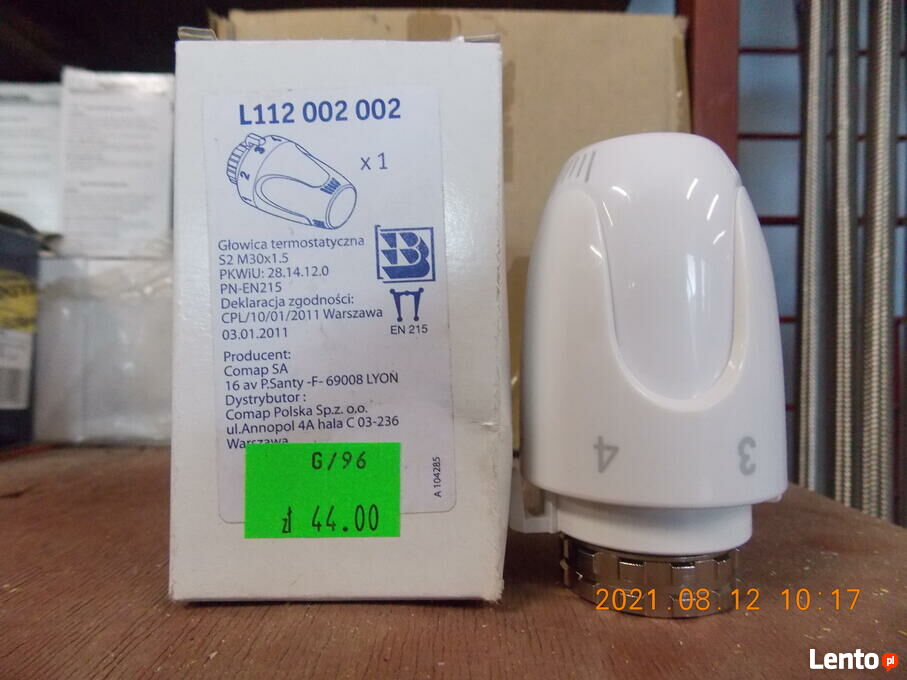 L112 002 002
2 3
x 1
Głowica termostatyczna
S2 M30x1.5
PKWiU: 28.14.12.0
PN-EN215
Deklaracja zgodności:
CPL/10/01/2011 Warszawa
03.01.2011
B
EN 215
Producent:
Comap SA
16 av P.Santy -F- 69008 LYON
Dystrybutor :
Comap Polska Sp.z. o.o.
ul.Annopol 4A hala C 03-236
Warszawa
A 104285
G/96
zł 44.00
4 3
2021.08.12 10:17
Lento.pl